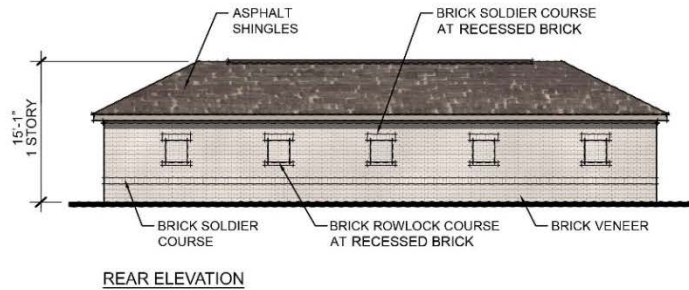 ASPHALT
SHINGLES
BRICK SOLDIER COURSE
AT RECESSED BRICK
15'-1"
1 STORY
BRICK SOLDIER
COURSE
BRICK ROWLOCK COURSE
AT RECESSED BRICK
BRICK VENEER
REAR ELEVATION